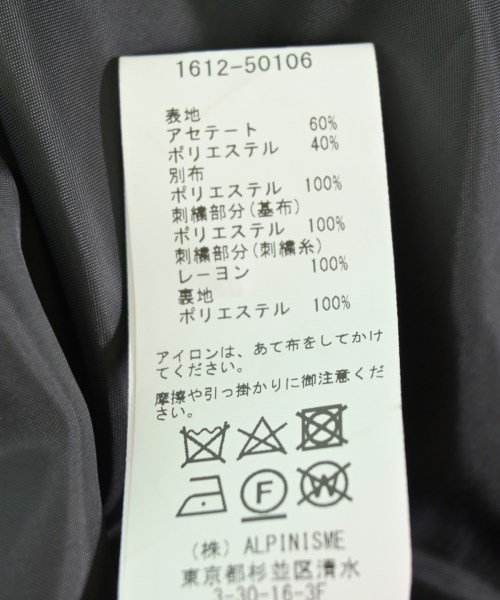 1612-50106
表地
アセテート 60%
ポリエステル 40%
別布
ポリエステル 100%
刺繍部分(基布)
ポリエステル 100%
刺繍部分(刺繍糸)
レーヨン 100%
裏地
ポリエステル 100%
アイロンは、あて布をしてかけ
てください。
摩擦や引っ掛かりに御注意くだ
さい。
F W
(株) ALPINISME
東京都杉並区清水
3-30-16-3F